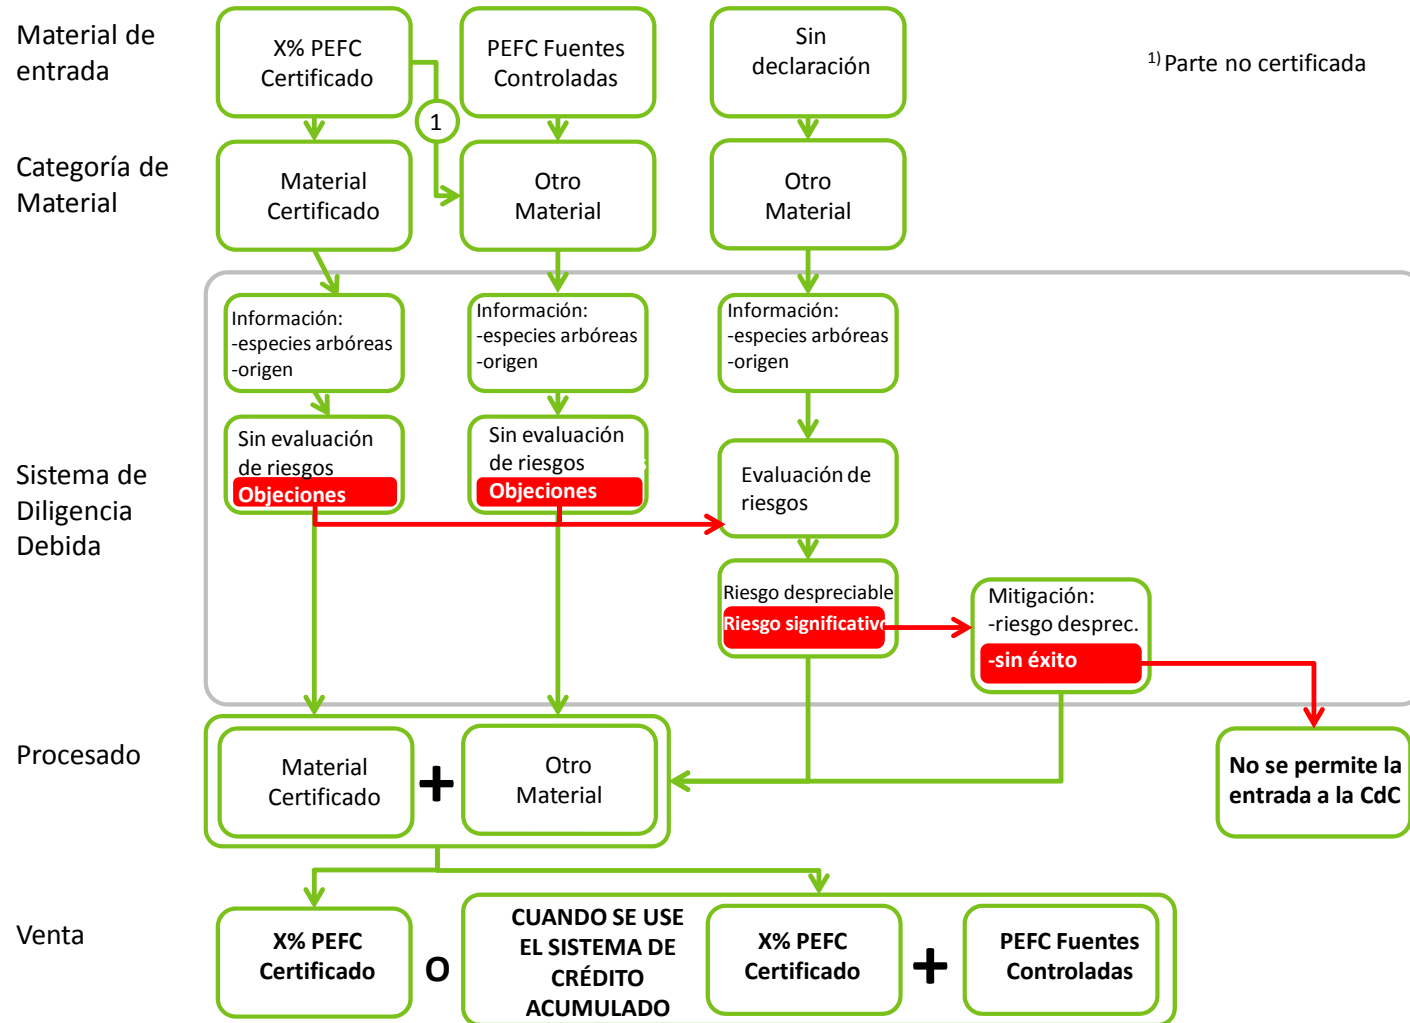 Material de
entrada
X% PEFC
Certificado
PEFC Fuentes
Controladas
Sin
declaración
1) Parte no certificada
1
Categoría de
Material
Material
Certificado
Otro
Material
Otro
Material
Información:
-especies arbóreas
-origen
Información:
-especies arbóreas
-origen
Información:
-especies arbóreas
-origen
Sistema de
Diligencia
Debida
Sin evaluación
de riesgos
Objeciones
Sin evaluación
de riesgos
Objeciones
Evaluación de
riesgos
Riesgo despreciable
Riesgo significativo
Mitigación:
-riesgo desprec.
-sin éxito
Procesado
Material
Certificado
+
Otro
Material
No se permite la
entrada a la CdC
Venta
X% PEFC
Certificado
O
CUANDO SE USE
EL SISTEMA DE
CRÉDITO
ACUMULADO
X% PEFC
Certificado
+
PEFC Fuentes
Controladas